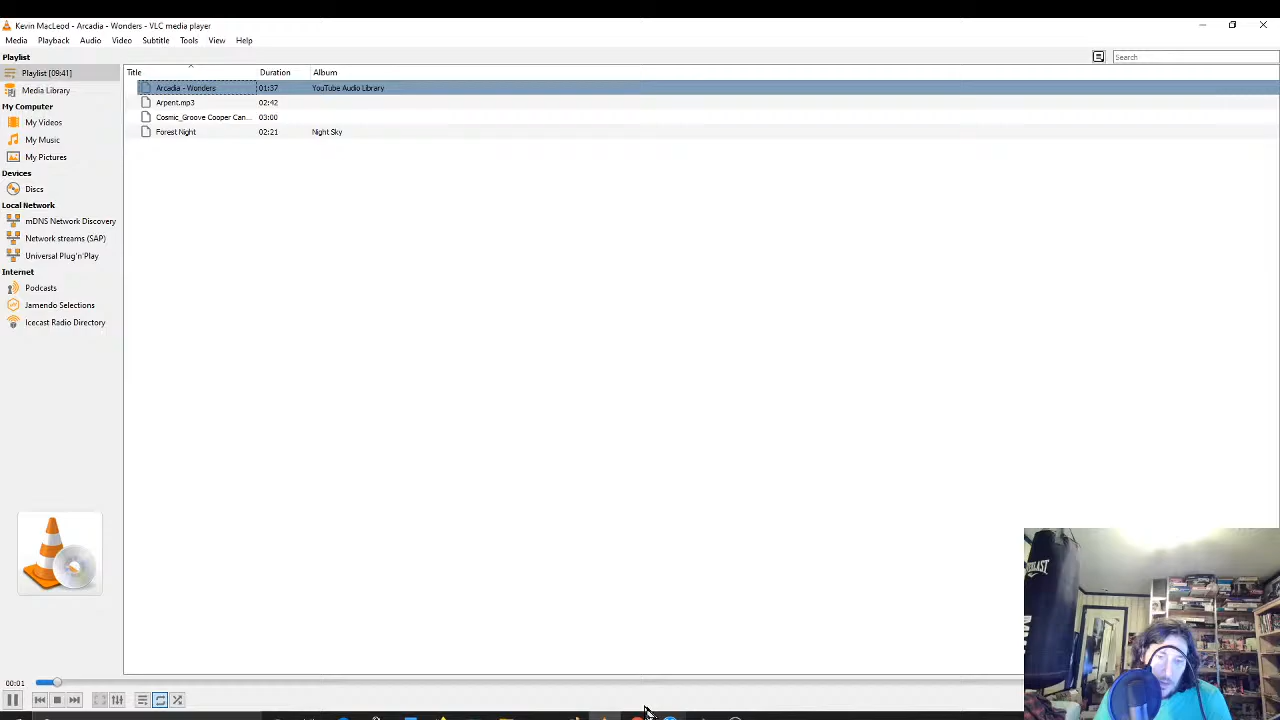 Kevin MacLeod - Arcadia - Wonders - VLC media player
Media Playback Audio Video Subtitle Tools View Help
Playlist
Search
Playlist [09:41]
Title Duration Album
Media Library
Arcadia - Wonders 01:37 YouTube Audio Library
My Computer
Arpent.mp3 02:42
My Videos
Cosmic_Groove Cooper Can... 03:00
My Music
Forest Night 02:21 Night Sky
My Pictures
Devices
Discs
Local Network
mDNS Network Discovery
Network streams (SAP)
Universal Plug'n'Play
Internet
Podcasts
Jamendo Selections
Icecast Radio Directory
EVERLAST
00:01